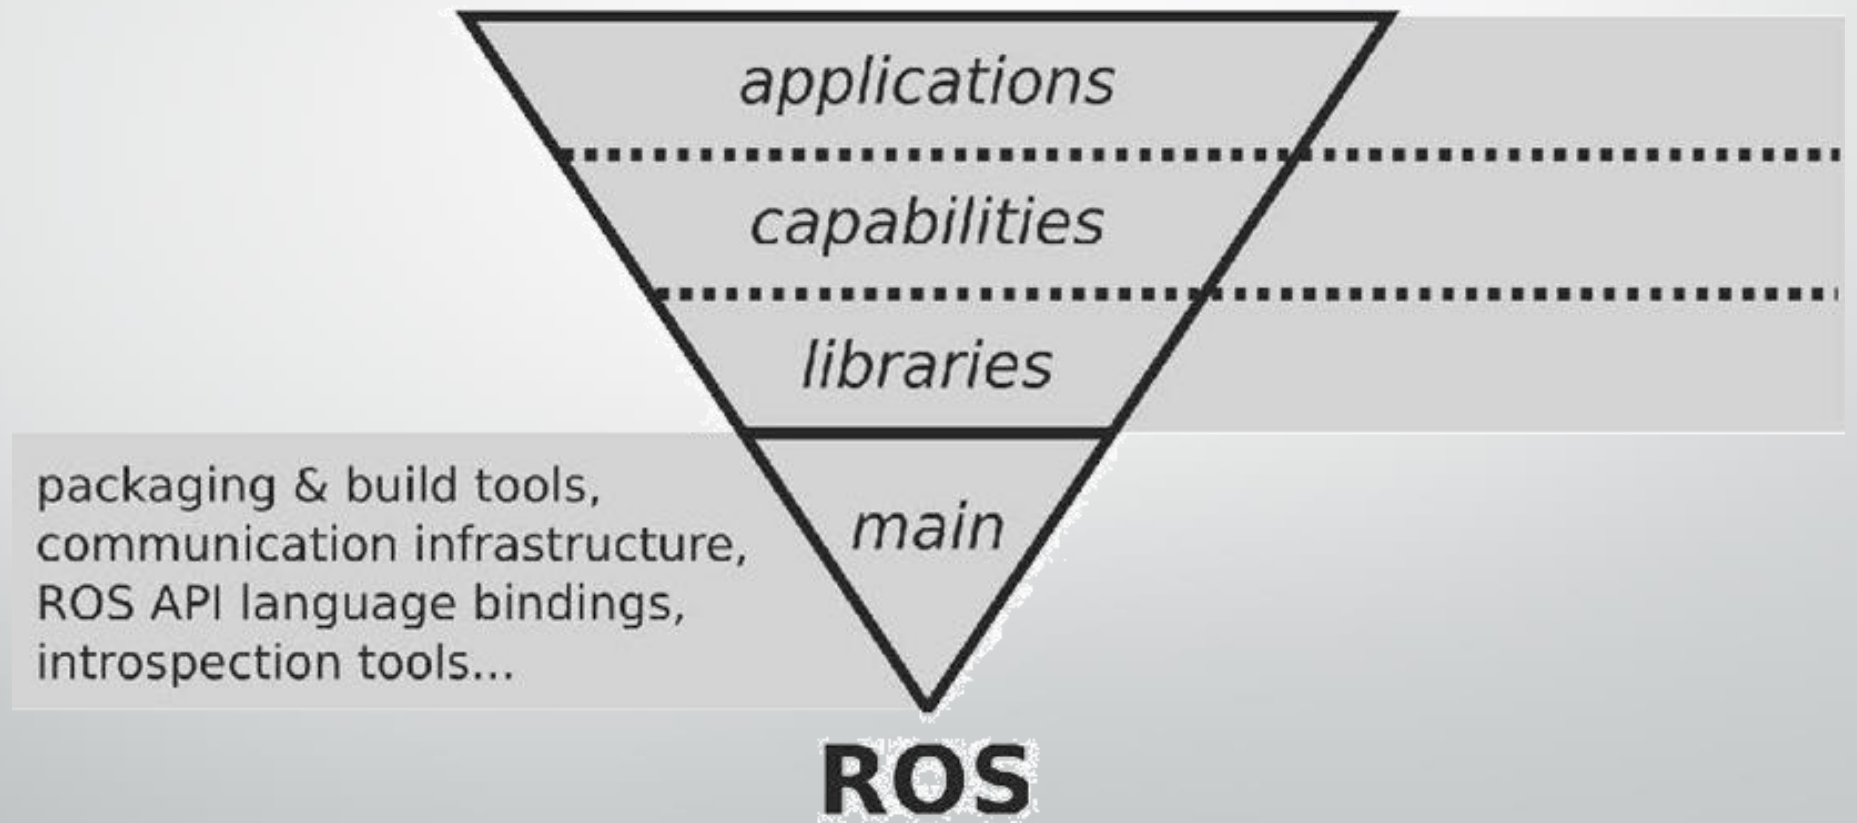 applications
capabilities
libraries
main
packaging & build tools,
communication infrastructure,
ROS API language bindings,
introspection tools...
ROS